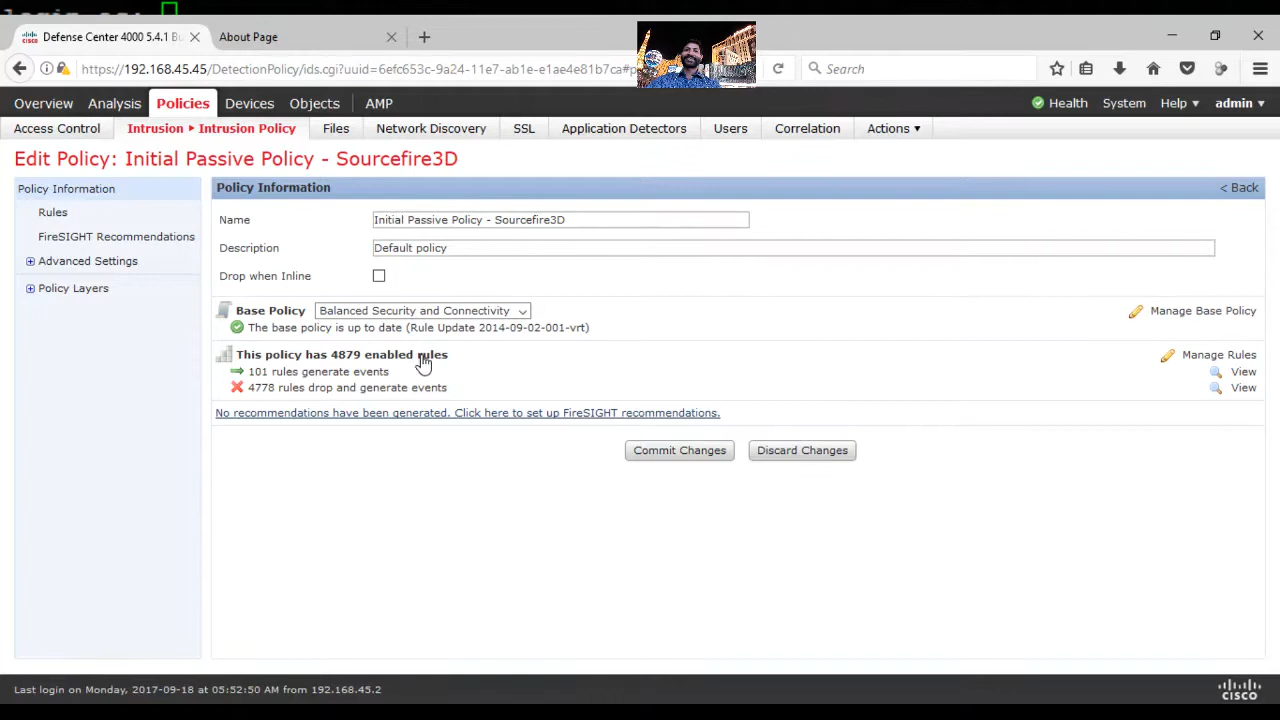 Defense Center 4000 5.4.1 Bu
About Page
https://192.168.45.45/DetectionPolicy/ids.cgi?uuid=6efc653c-9a24-11e7-ab1e-e1ae4e81b7ca#p
Search
Overview Analysis Policies Devices Objects AMP Health System Help admin
Access Control Intrusion Intrusion Policy Files Network Discovery SSL Application Detectors Users Correlation Actions
Edit Policy: Initial Passive Policy - Sourcefire3D
Policy Information
Rules
FireSIGHT Recommendations
Advanced Settings
Policy Layers
Policy Information < Back
Name Initial Passive Policy - Sourcefire3D
Description Default policy
Drop when Inline
Base Policy Balanced Security and Connectivity Manage Base Policy
The base policy is up to date (Rule Update 2014-09-02-001-vrt)
This policy has 4879 enabled rules Manage Rules
101 rules generate events View
4778 rules drop and generate events View
No recommendations have been generated. Click here to set up FireSIGHT recommendations.
Commit Changes Discard Changes
Last login on Monday, 2017-09-18 at 05:52:50 AM from 192.168.45.2
CISCO